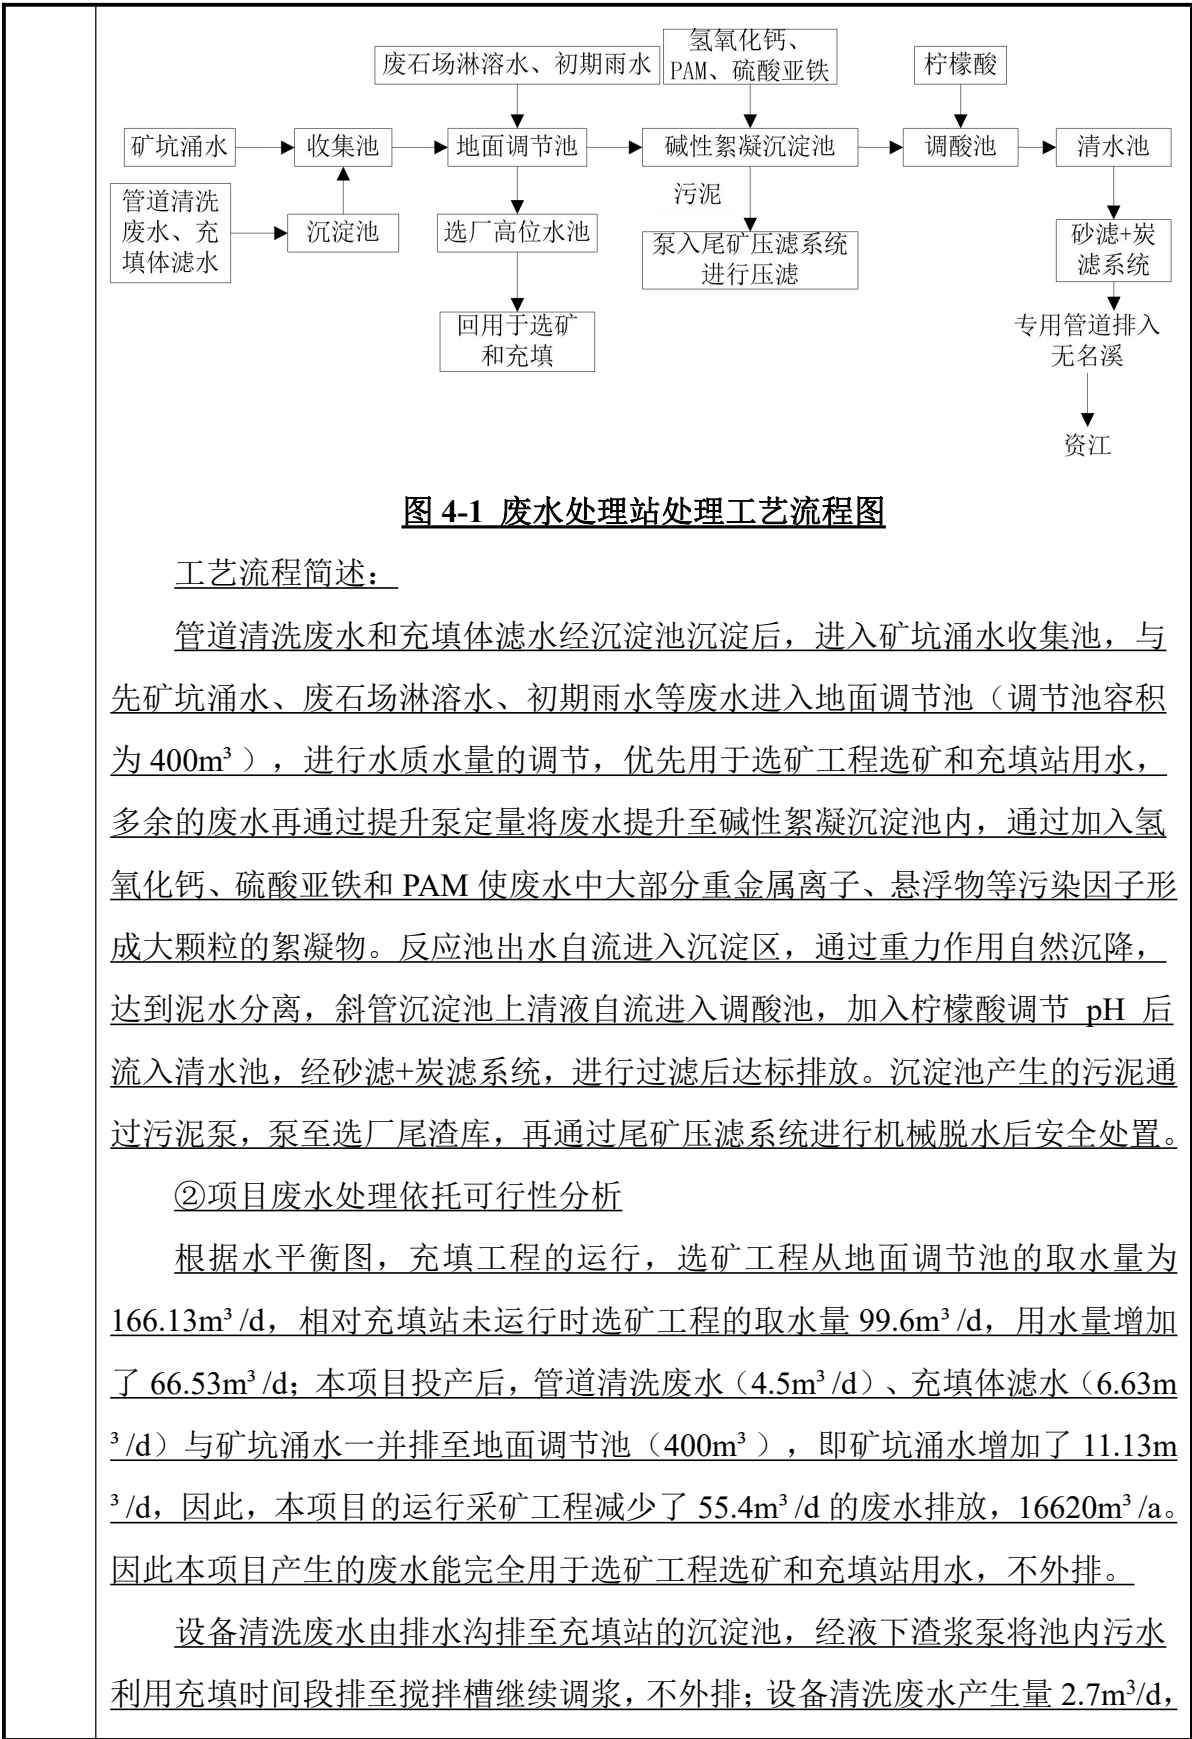 废石场淋溶水、初期雨水
氢氧化钙、
PAM、硫酸亚铁
柠檬酸
矿坑涌水
收集池
地面调节池
碱性絮凝沉淀池
调酸池
清水池
管道清洗
废水、充
填体滤水
沉淀池
选厂高位水池
污泥
泵入尾矿压滤系统
进行压滤
砂滤+炭
滤系统
回用于选矿
和充填
专用管道排入
无名溪
资江
图 4-1 废水处理站处理工艺流程图
工艺流程简述：
管道清洗废水和充填体滤水经沉淀池沉淀后，进入矿坑涌水收集池，与
先矿坑涌水、废石场淋溶水、初期雨水等废水进入地面调节池（调节池容积
为 400m³），进行水质水量的调节，优先用于选矿工程选矿和充填站用水，
多余的废水再通过提升泵定量将废水提升至碱性絮凝沉淀池内，通过加入氢
氧化钙、硫酸亚铁和 PAM 使废水中大部分重金属离子、悬浮物等污染因子形
成大颗粒的絮凝物。反应池出水自流进入沉淀区，通过重力作用自然沉降，
达到泥水分离，斜管沉淀池上清液自流进入调酸池，加入柠檬酸调节 pH 后
流入清水池，经砂滤+炭滤系统，进行过滤后达标排放。沉淀池产生的污泥通
过污泥泵，泵至选厂尾渣库，再通过尾矿压滤系统进行机械脱水后安全处置。
②项目废水处理依托可行性分析
根据水平衡图，充填工程的运行，选矿工程从地面调节池的取水量为
166.13m³/d，相对充填站未运行时选矿工程的取水量 99.6m³/d，用水量增加
了 66.53m³/d；本项目投产后，管道清洗废水（4.5m³/d）、充填体滤水（6.63m
³/d）与矿坑涌水一并排至地面调节池（400m³），即矿坑涌水增加了 11.13m
³/d，因此，本项目的运行采矿工程减少了 55.4m³/d 的废水排放，16620m³/a。
因此本项目产生的废水能完全用于选矿工程选矿和充填站用水，不外排。
设备清洗废水由排水沟排至充填站的沉淀池，经液下渣浆泵将池内污水
利用充填时间段排至搅拌槽继续调浆，不外排；设备清洗废水产生量 2.7m³/d，